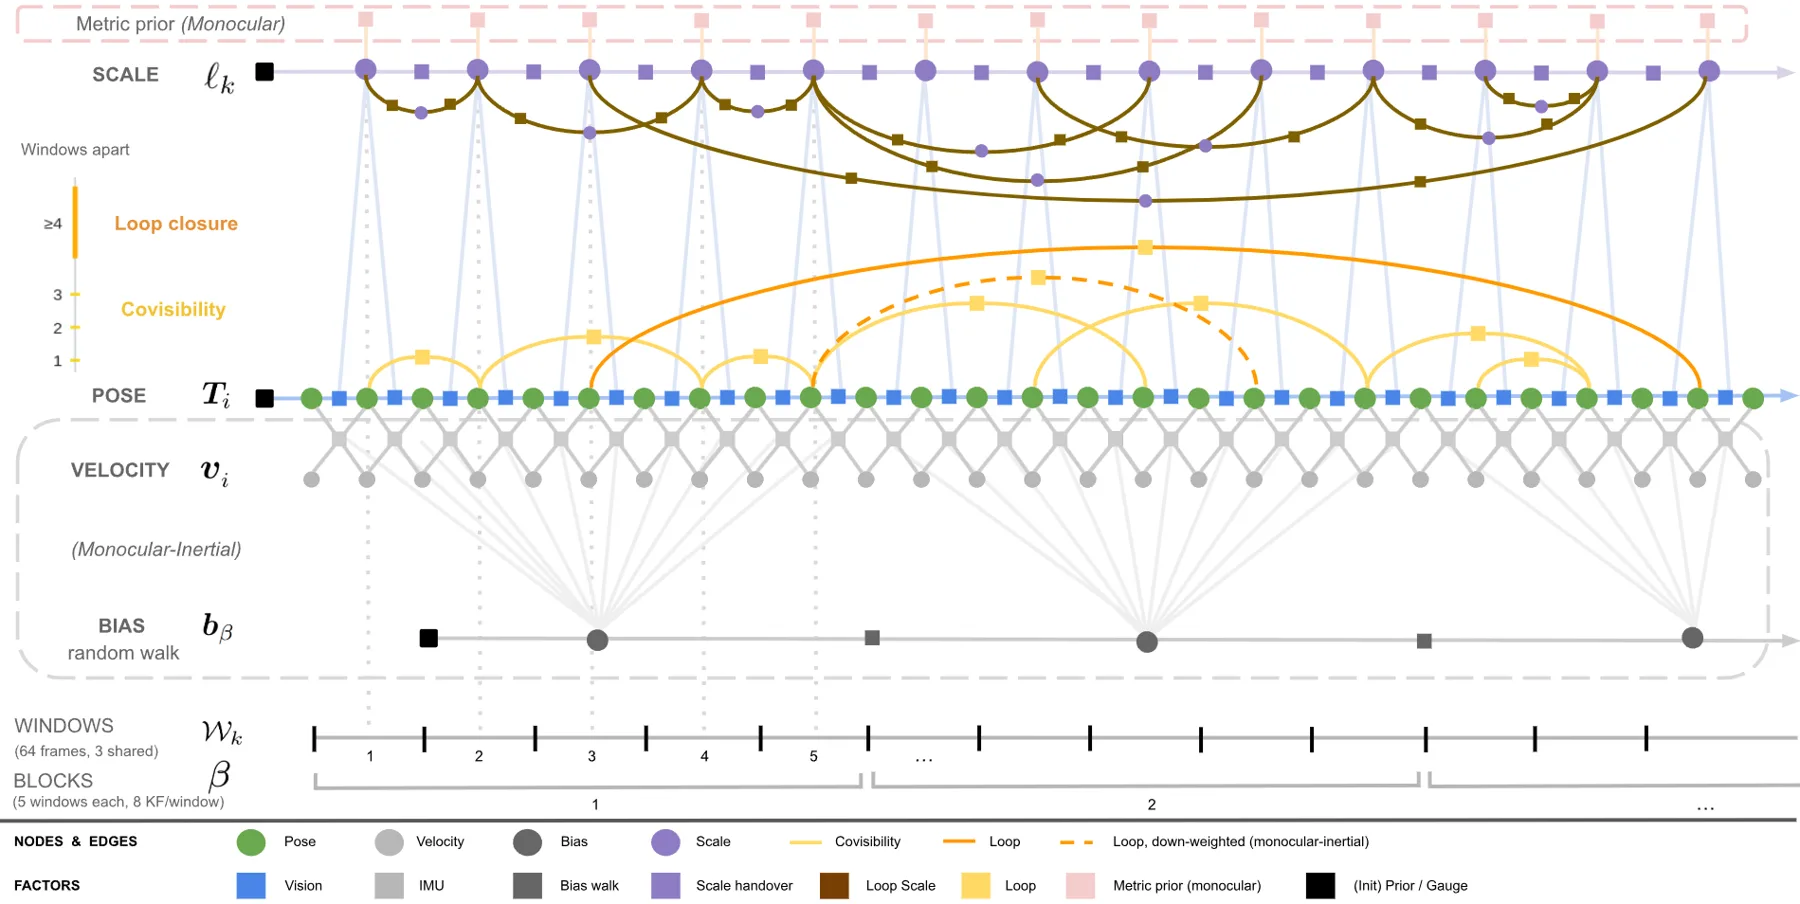 Metric prior (Monocular)
SCALE ℓk
Windows apart
≥4
Loop closure
3
Covisibility
2
1
POSE Ti
VELOCITY vi
(Monocular-Inertial)
BIAS bβ
random walk
WINDOWS Wk
(64 frames, 3 shared)
1 2 3 4 5 ...
BLOCKS β
(5 windows each, 8 KF/window)
1 2 ...
NODES & EDGES Pose Velocity Bias Scale Covisibility Loop Loop, down-weighted (monocular-inertial)
FACTORS Vision IMU Bias walk Scale handover Loop Scale Loop Metric prior (monocular) (Init) Prior / Gauge